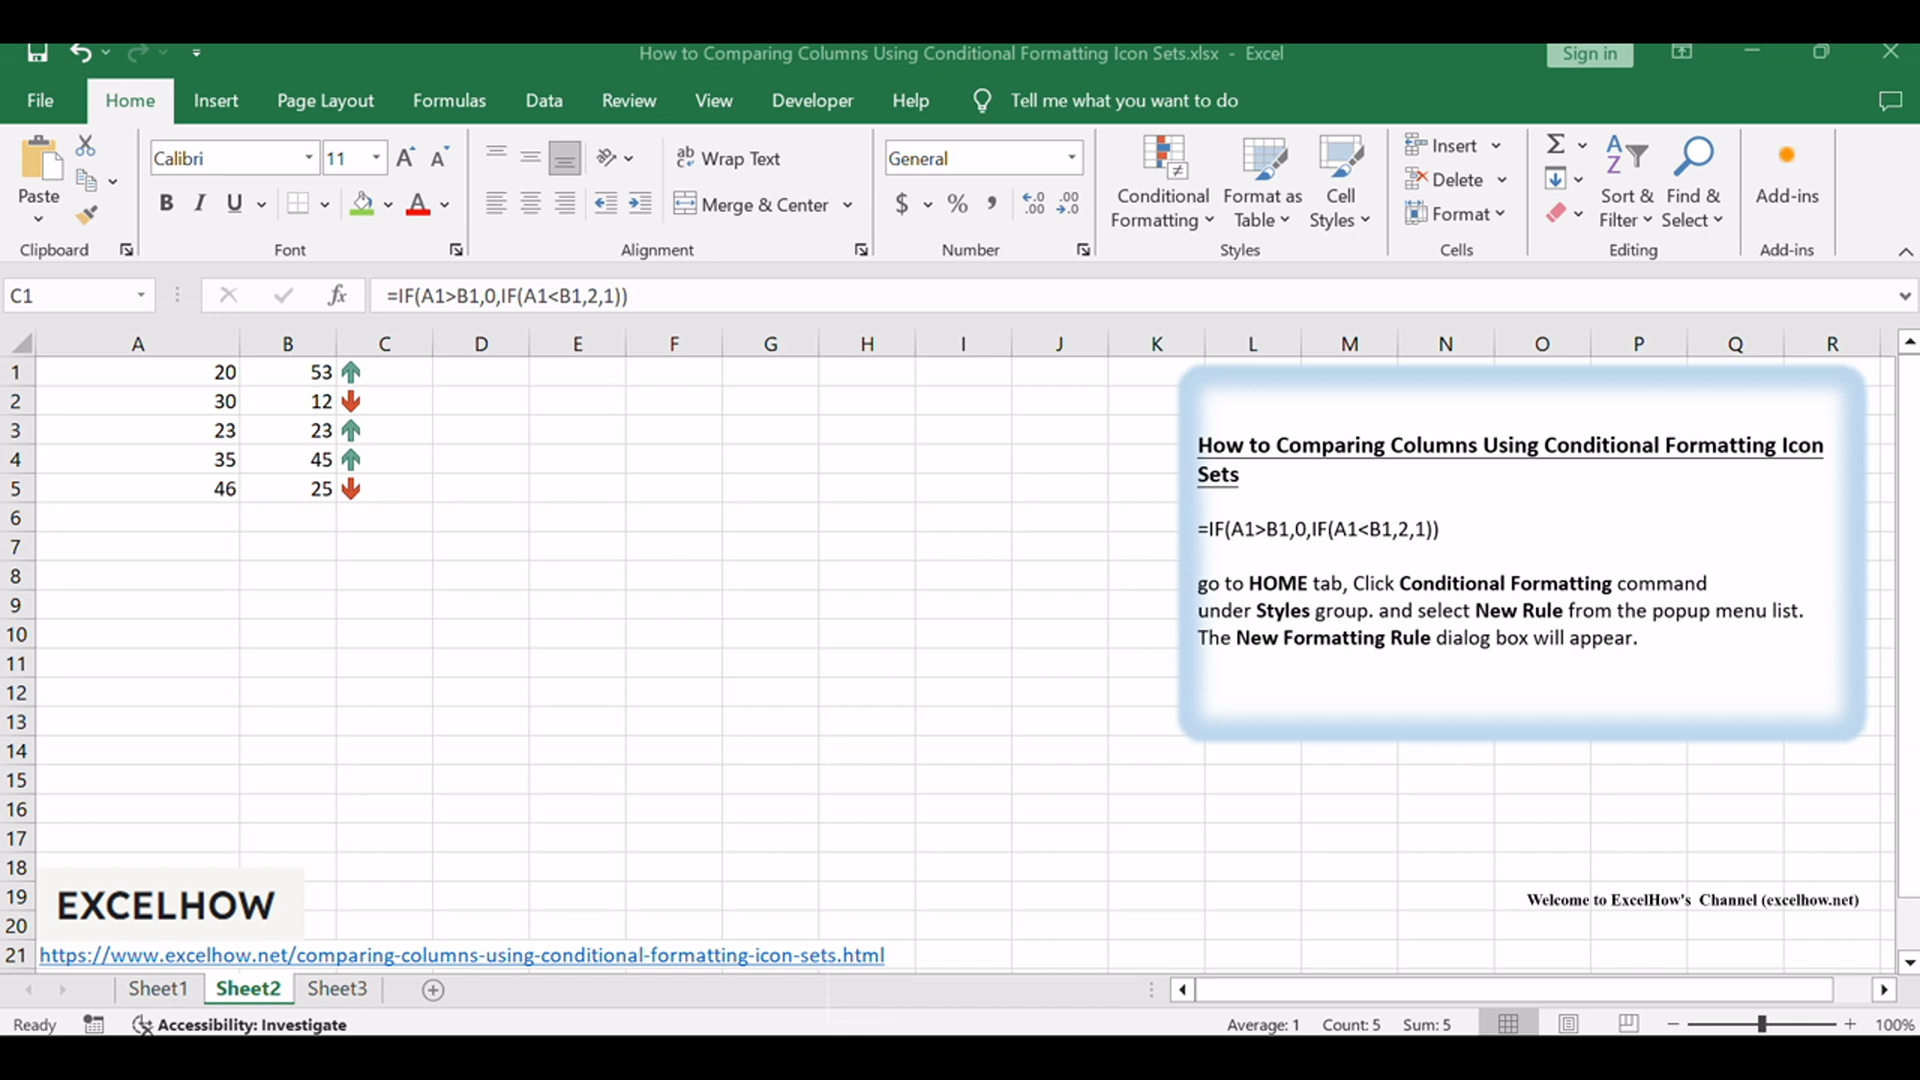 How to Comparing Columns Using Conditional Formatting Icon Sets.xlsx - Excel
Sign in
File Home Insert Page Layout Formulas Data Review View Developer Help Tell me what you want to do
Paste
Clipboard
Calibri 11
B I U
Font
Wrap Text
Merge & Center
Alignment
General
$ % ,
Number
Conditional Formatting
Format as Table
Cell Styles
Styles
Insert
Delete
Format
Cells
Sort & Filter
Find & Select
Editing
Add-ins
Add-ins
C1 fx =IF(A1>B1,0,IF(A1<B1,2,1))
A B C D E F G H I J K L M N O P Q R
1 20 53
2 30 12
3 23 23
4 35 45
5 46 25
6
7
8
9
10
11
12
13
14
15
16
17
18
19
20
21
How to Comparing Columns Using Conditional Formatting Icon
Sets
=IF(A1>B1,0,IF(A1<B1,2,1))
go to HOME tab, Click Conditional Formatting command
under Styles group. and select New Rule from the popup menu list.
The New Formatting Rule dialog box will appear.
EXCELHOW
Welcome to ExcelHow's Channel (excelhow.net)
https://www.excelhow.net/comparing-columns-using-conditional-formatting-icon-sets.html
Sheet1 Sheet2 Sheet3
Ready Accessibility: Investigate Average: 1 Count: 5 Sum: 5 100%